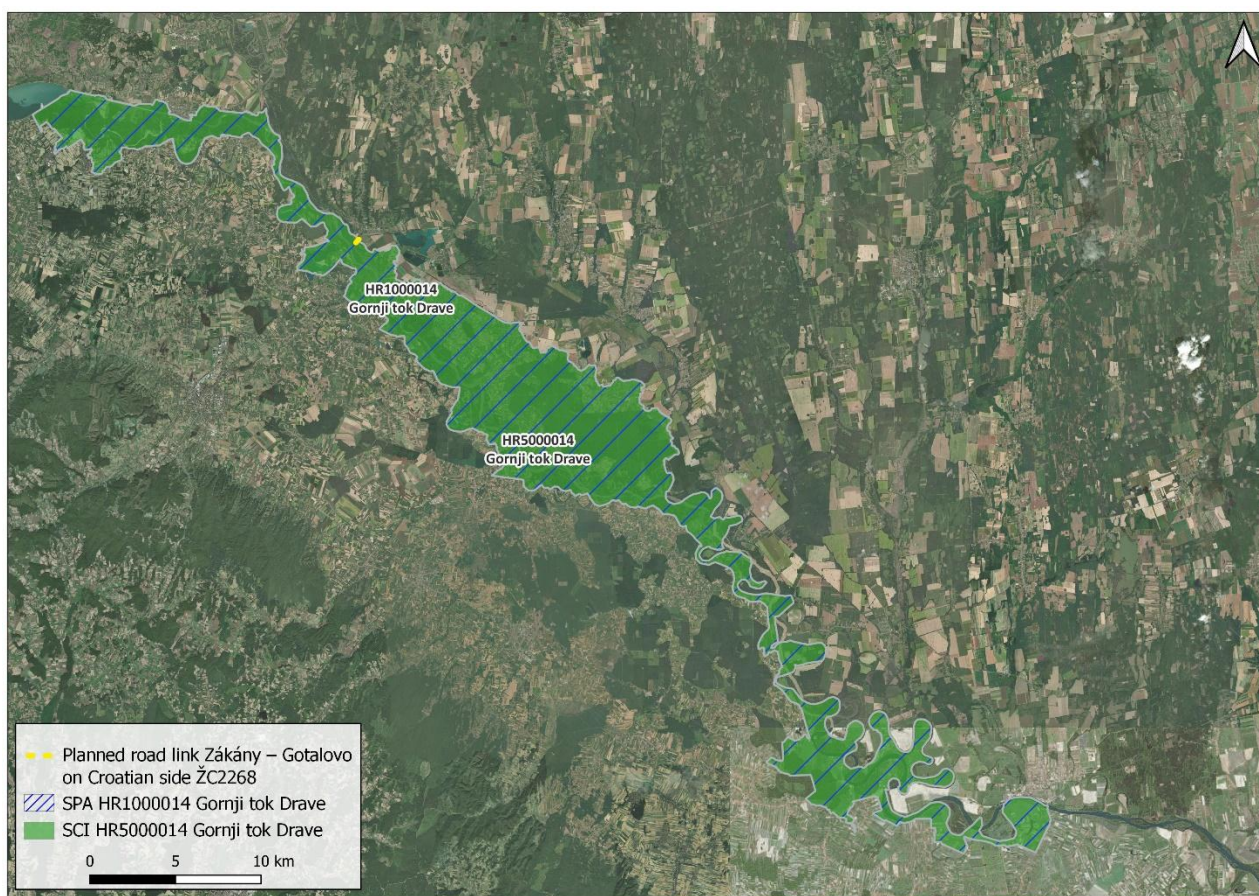 HR1000014
Gornji tok Drave
HR5000014
Gornji tok Drave
Planned road link Zákány – Gotalovo
on Croatian side ŽC2268
SPA HR1000014 Gornji tok Drave
SCI HR5000014 Gornji tok Drave
0 5 10 km